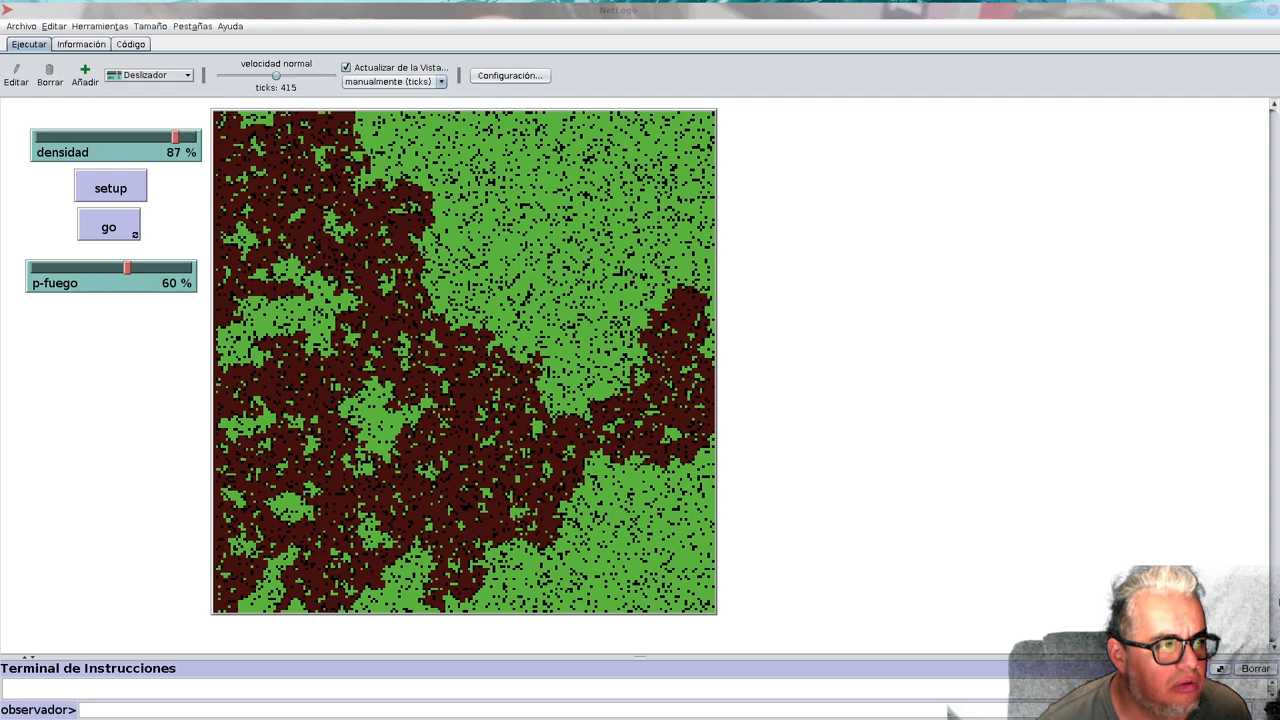 NetLogo
Archivo Editar Herramientas Tamaño Pestañas Ayuda
Ejecutar Información Código
Editar Borrar Añadir Deslizador
velocidad normal
ticks: 415
Actualizar de la Vista...
manualmente (ticks)
Configuración...
densidad 87 %
setup
go
p-fuego 60 %
Terminal de Instrucciones
Borrar
observador>